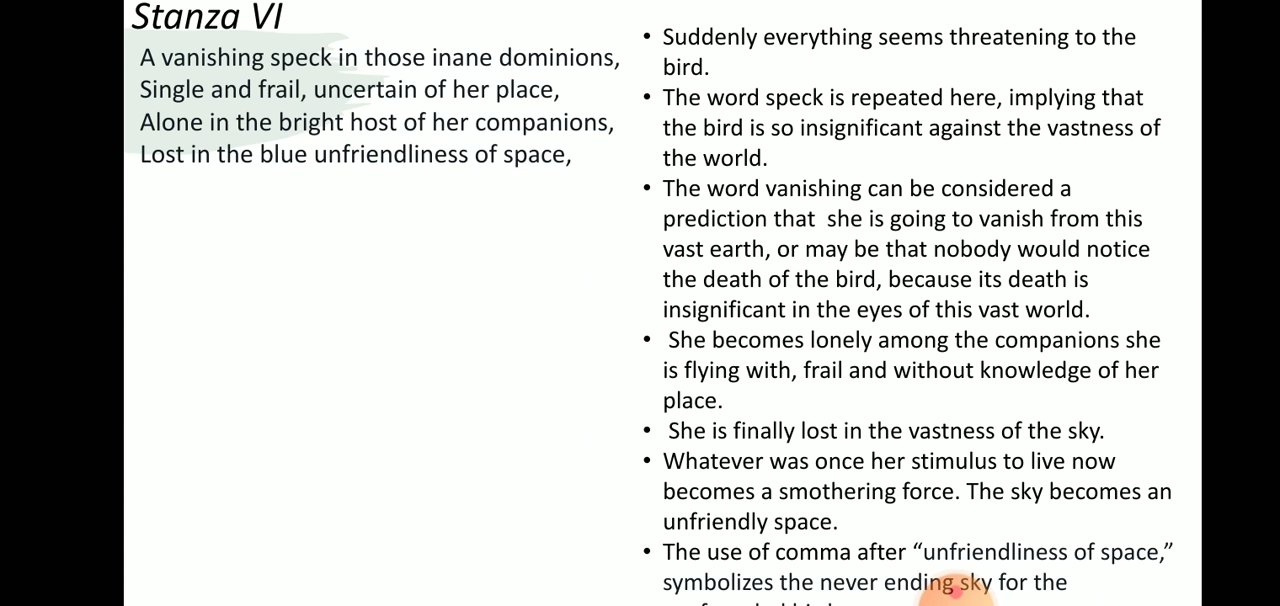 Stanza VI
A vanishing speck in those inane dominions,
Single and frail, uncertain of her place,
Alone in the bright host of her companions,
Lost in the blue unfriendliness of space,
• Suddenly everything seems threatening to the
bird.
• The word speck is repeated here, implying that
the bird is so insignificant against the vastness of
the world.
• The word vanishing can be considered a
prediction that she is going to vanish from this
vast earth, or may be that nobody would notice
the death of the bird, because its death is
insignificant in the eyes of this vast world.
• She becomes lonely among the companions she
is flying with, frail and without knowledge of her
place.
• She is finally lost in the vastness of the sky.
• Whatever was once her stimulus to live now
becomes a smothering force. The sky becomes an
unfriendly space.
• The use of comma after “unfriendliness of space,”
symbolizes the never ending sky for the